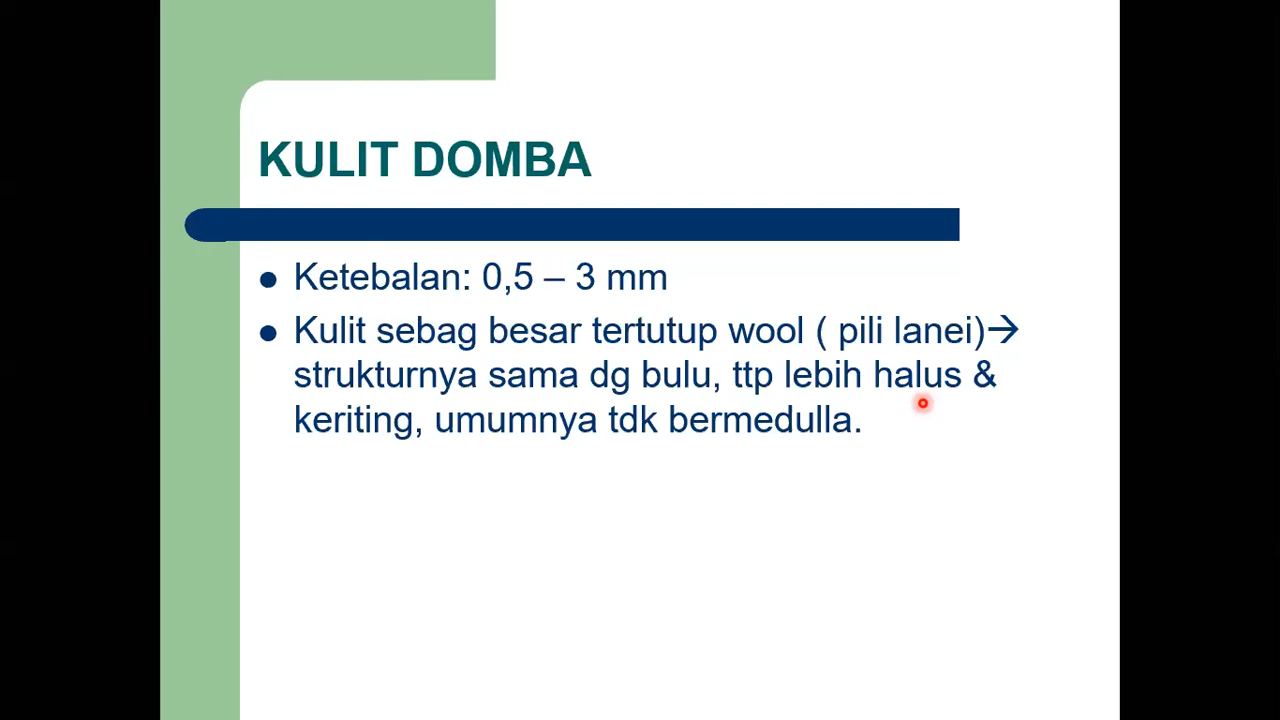 KULIT DOMBA
● Ketebalan: 0,5 – 3 mm
● Kulit sebag besar tertutup wool ( pili lanei)→
strukturnya sama dg bulu, ttp lebih halus &
keriting, umumnya tdk bermedulla.